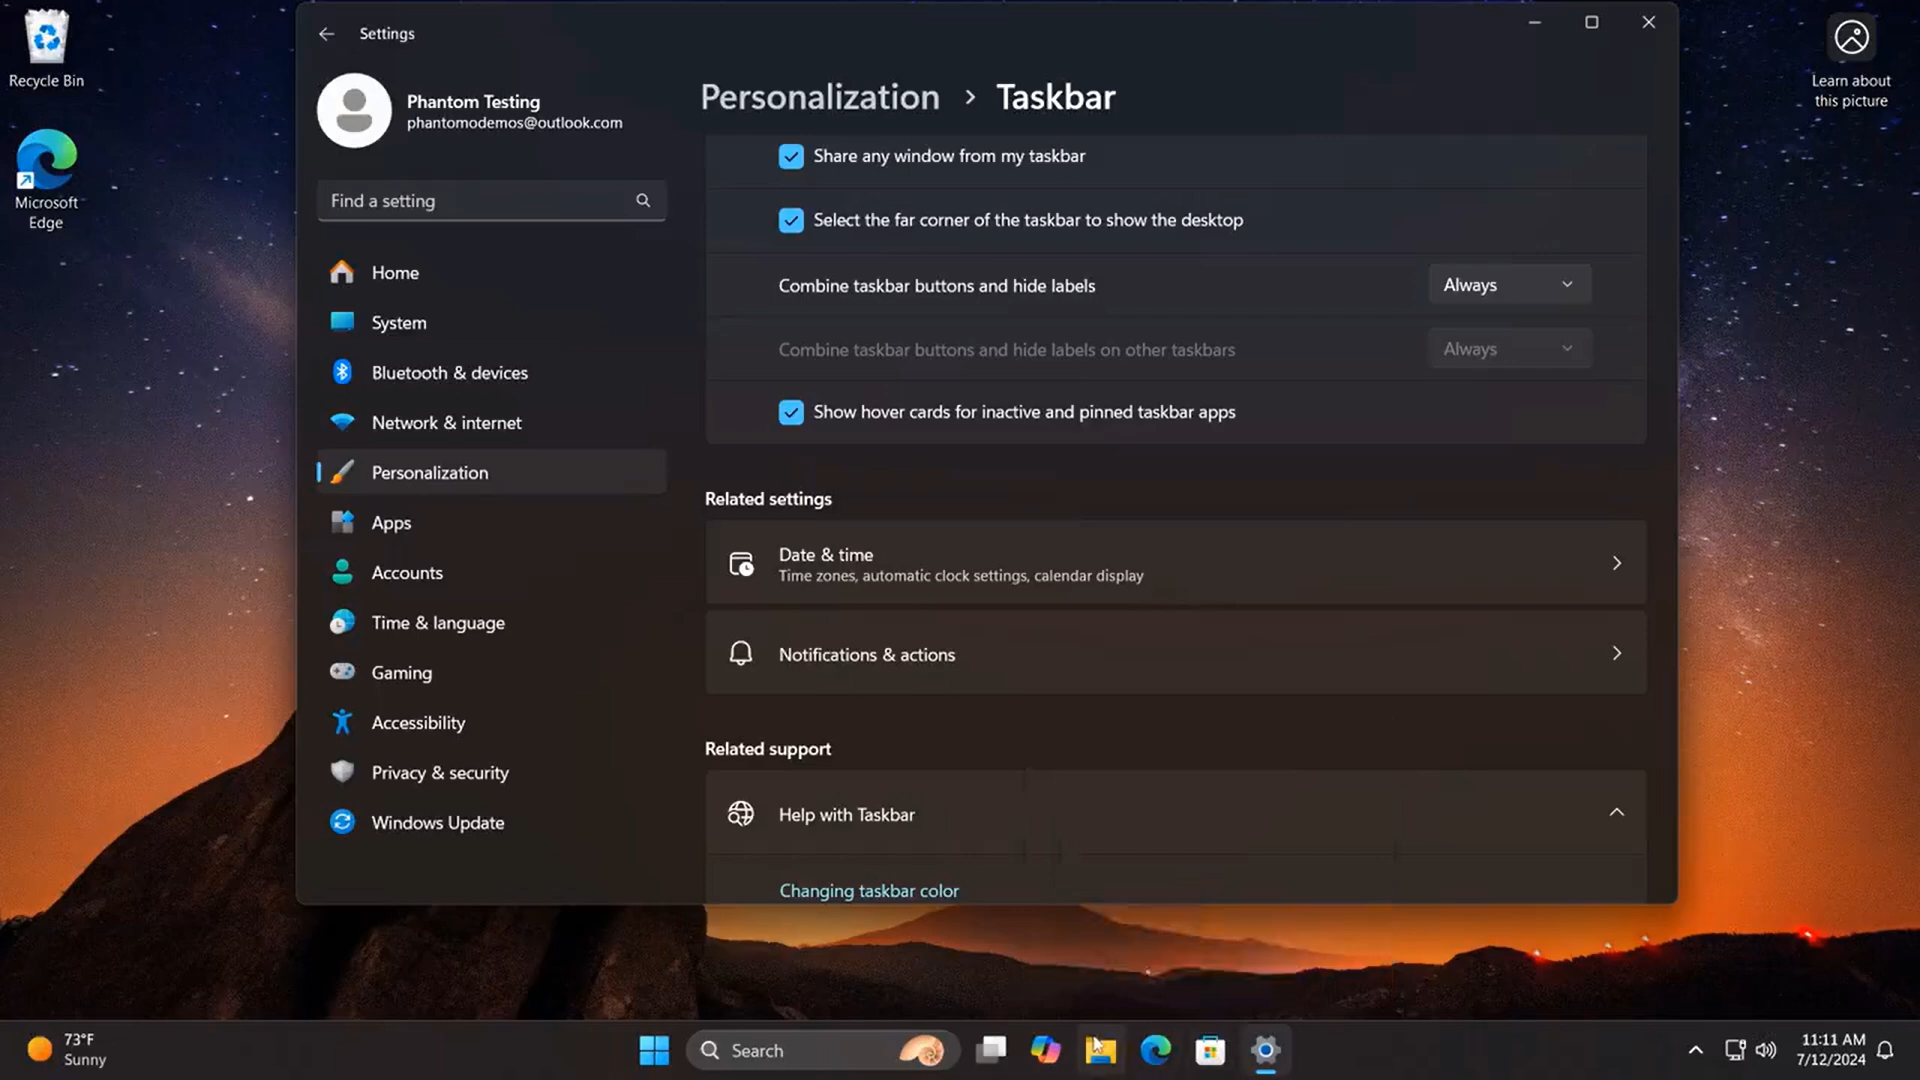 Recycle Bin
Microsoft
Edge
Learn about
this picture
Settings
Phantom Testing
phantomodemos@outlook.com
Find a setting
Home
System
Bluetooth & devices
Network & internet
Personalization
Apps
Accounts
Time & language
Gaming
Accessibility
Privacy & security
Windows Update
Personalization > Taskbar
Share any window from my taskbar
Select the far corner of the taskbar to show the desktop
Combine taskbar buttons and hide labels Always
Combine taskbar buttons and hide labels on other taskbars Always
Show hover cards for inactive and pinned taskbar apps
Related settings
Date & time
Time zones, automatic clock settings, calendar display
Notifications & actions
Related support
Help with Taskbar
Changing taskbar color
73°F
Sunny
Search
11:11 AM
7/12/2024